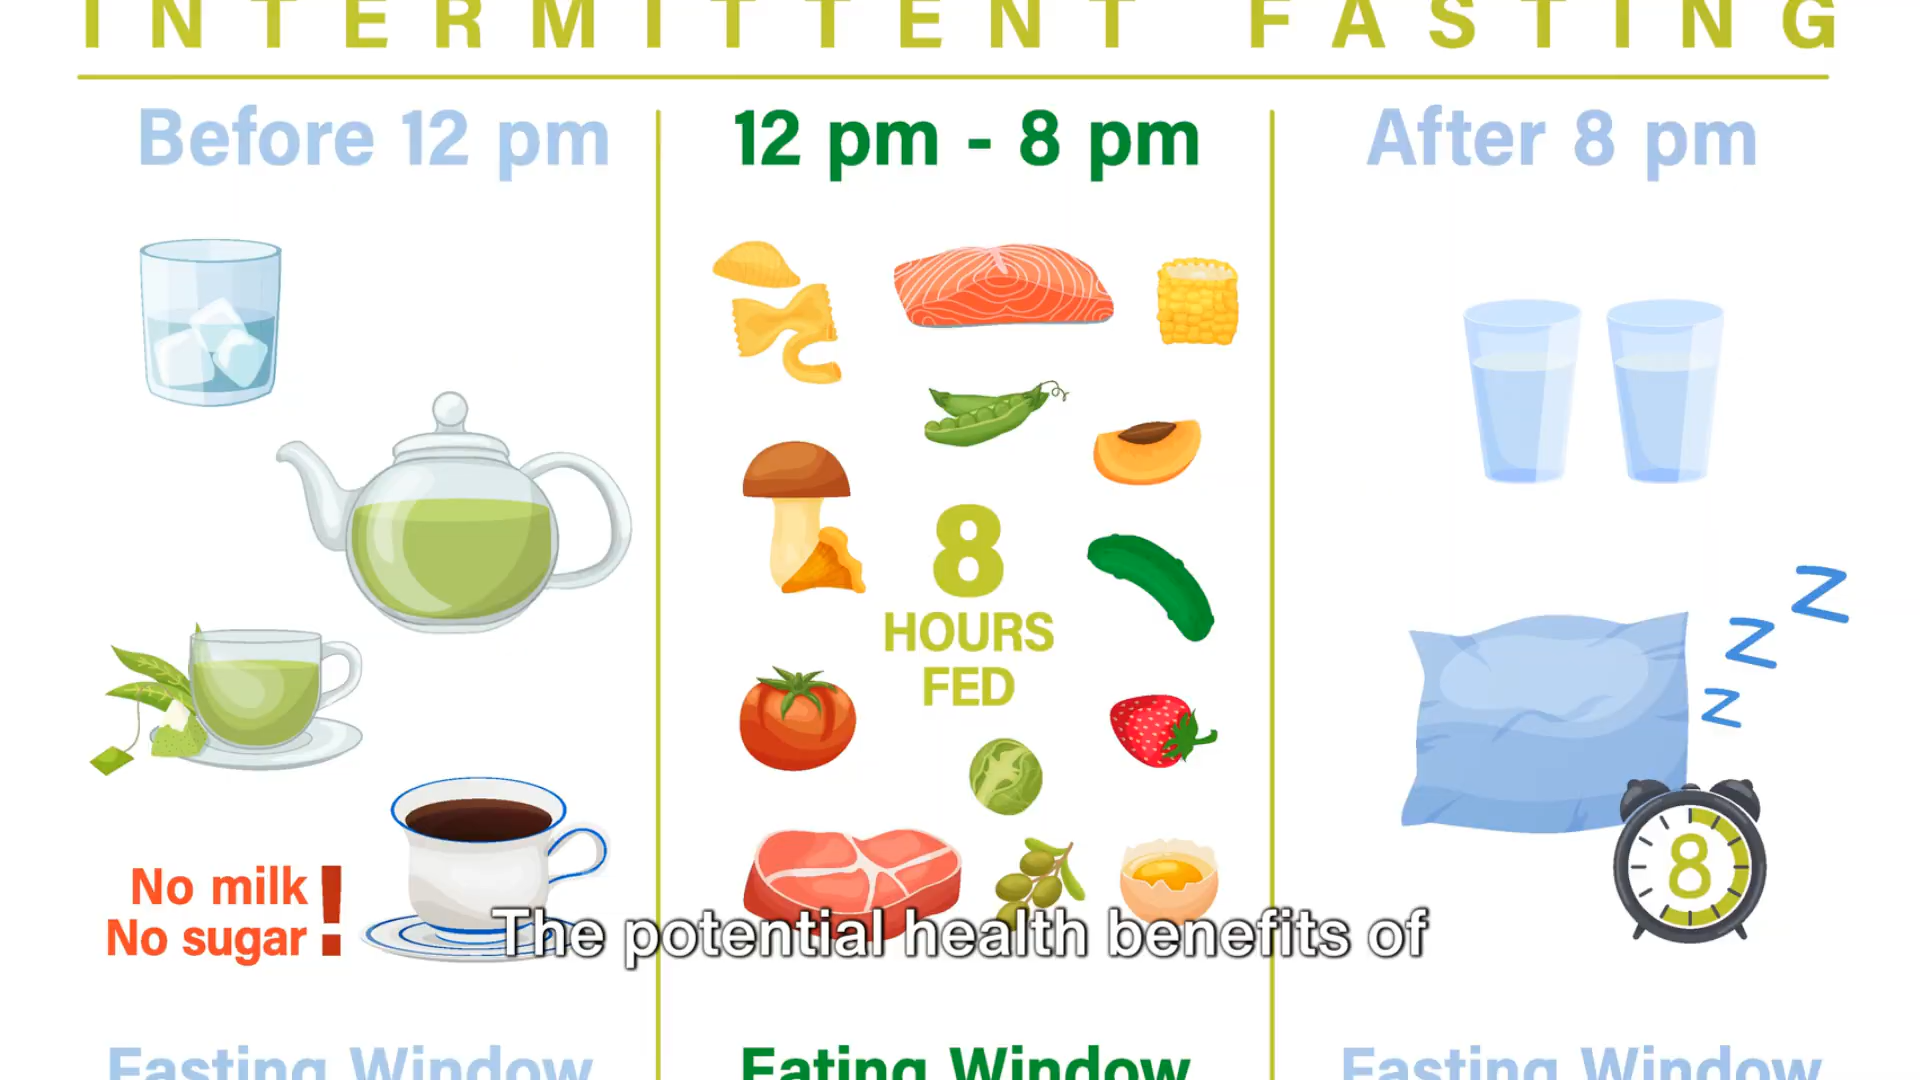 INTERMITTENT FASTING
Before 12 pm
12 pm - 8 pm
After 8 pm
8
HOURS
FED
Z
Z
Z
8
No milk
No sugar!
The potential health benefits of
Fasting Window
Eating Window
Fasting Window